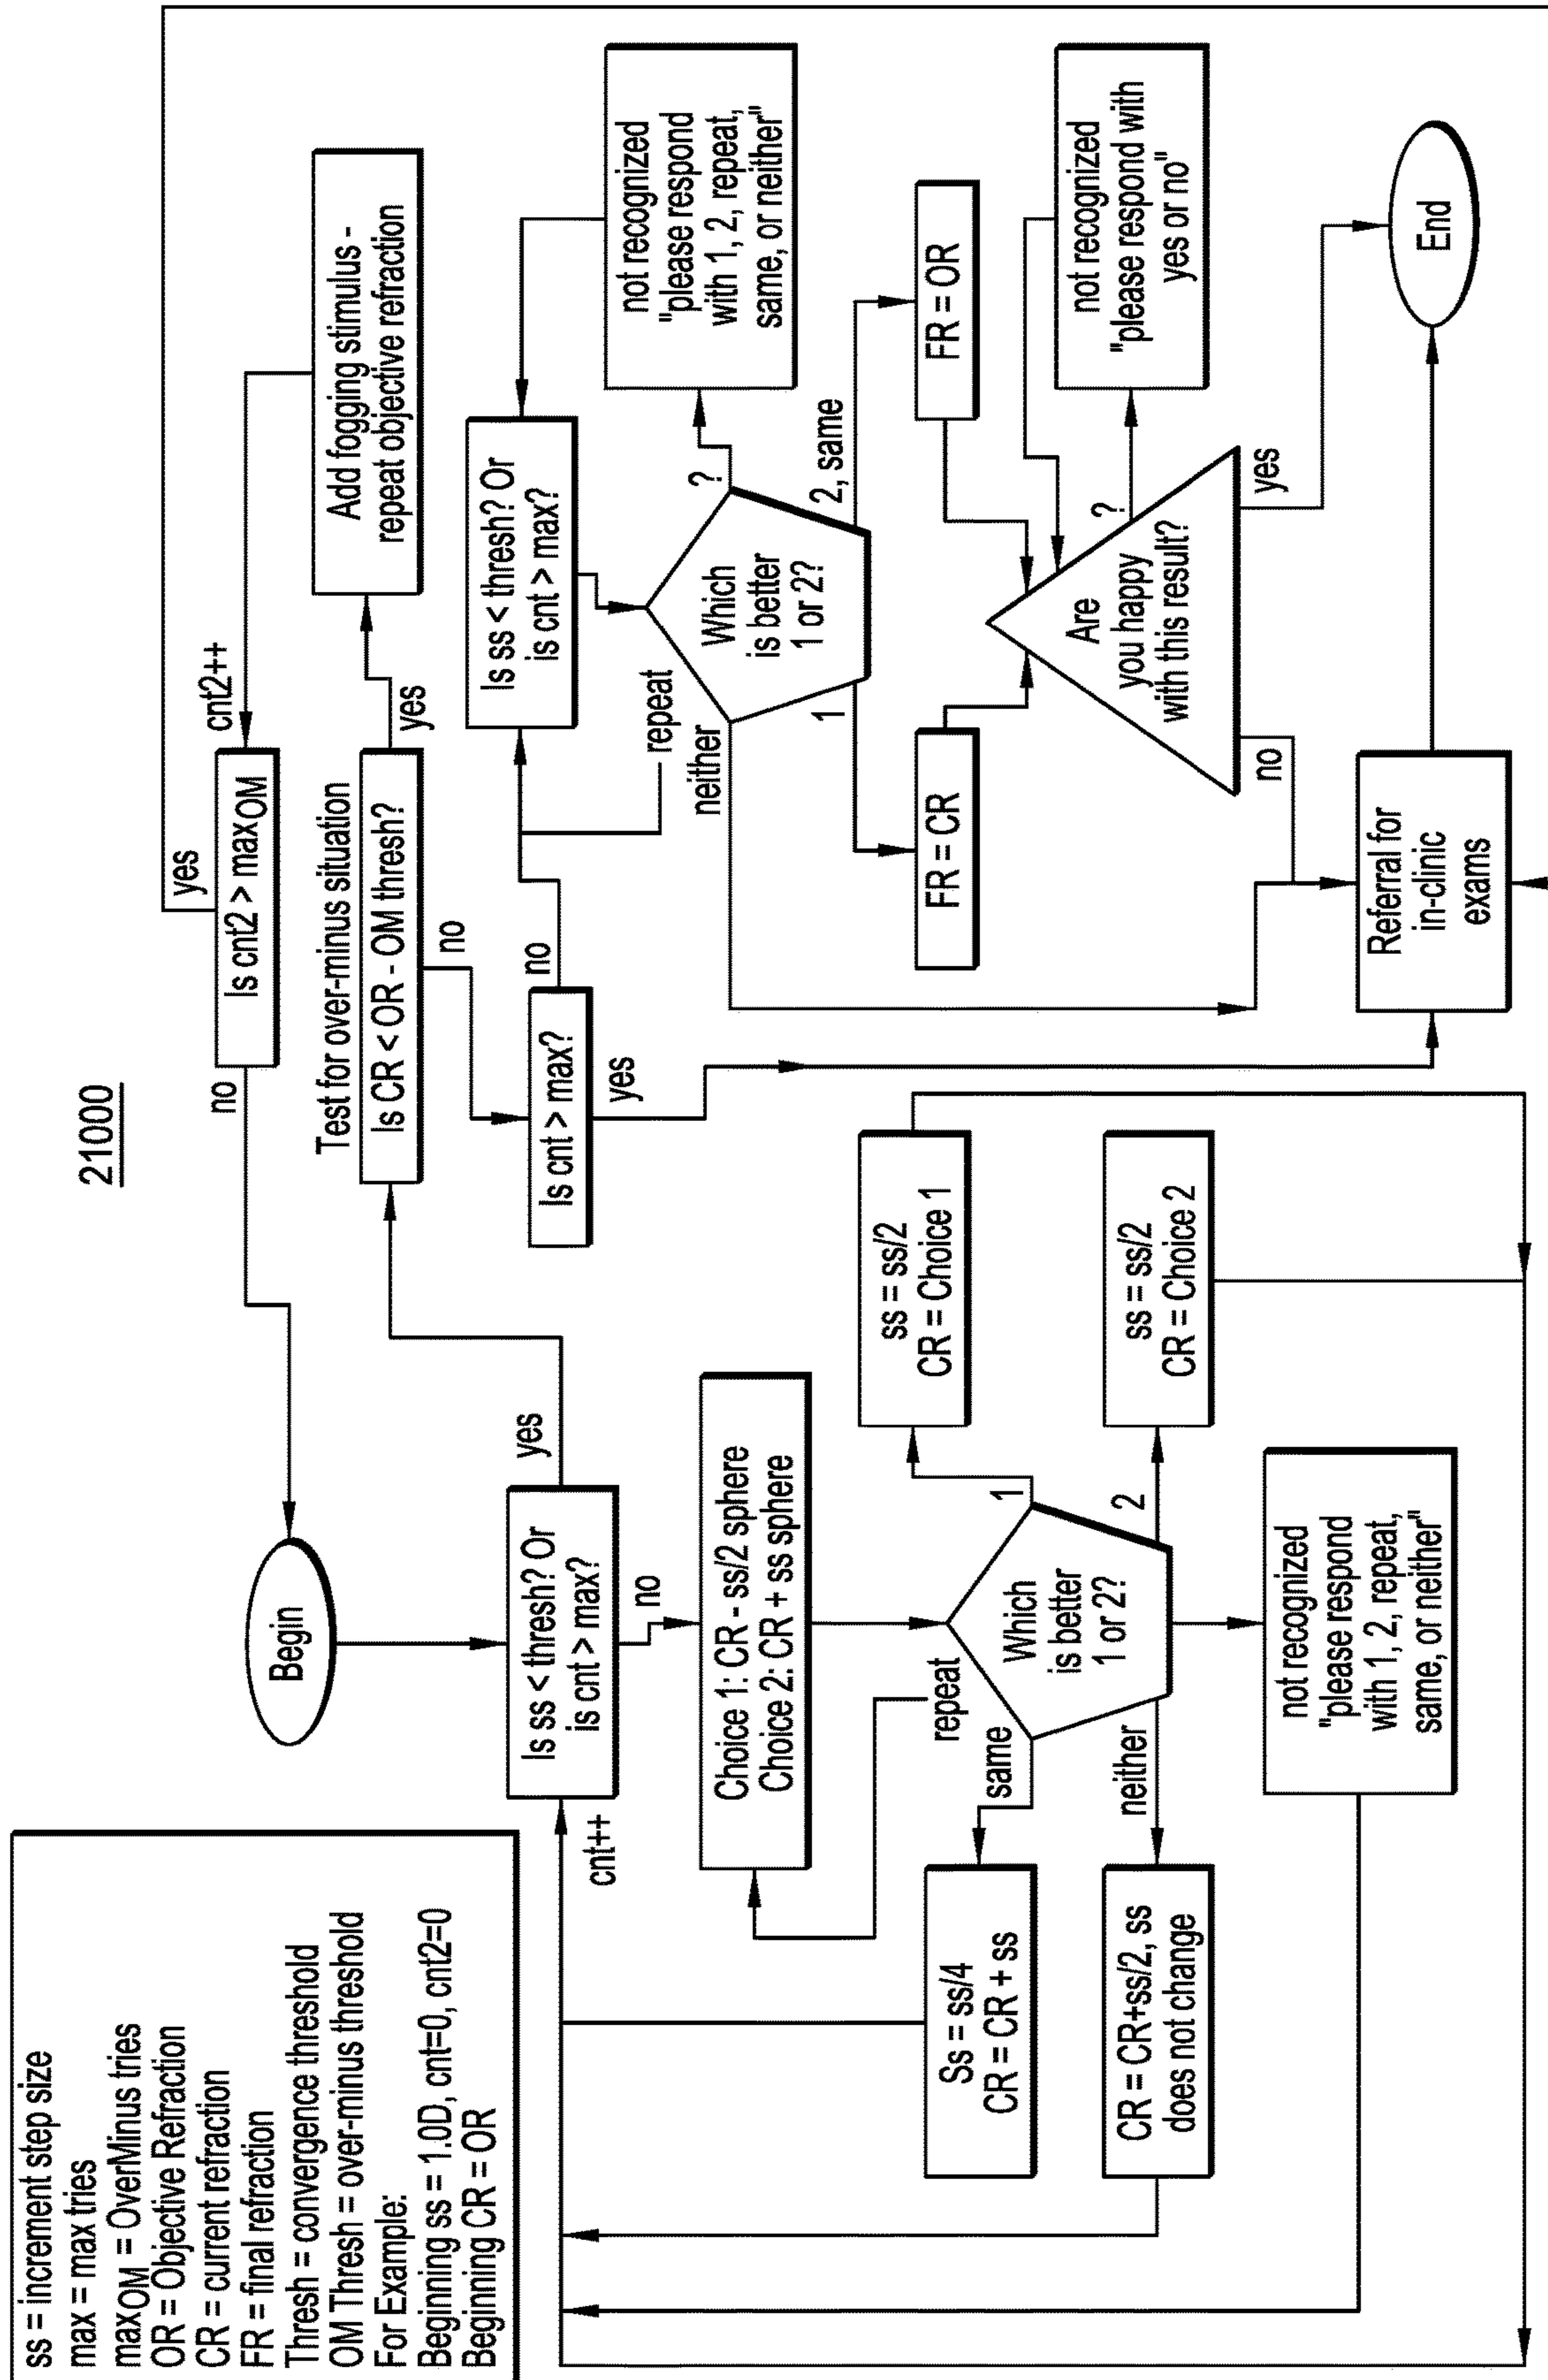 21000
ss = increment step size
max = max tries
maxOM = OverMinus tries
OR = Objective Refraction
CR = current refraction
FR = final refraction
Thresh = convergence threshold
OM Thresh = over-minus threshold
For Example:
Beginning ss = 1.0D, cnt=0, cnt2=0
Beginning CR = OR
Begin
no
Is cnt2 > maxOM
yes
cnt2++
Add fogging stimulus -
repeat objective refraction
Test for over-minus situation
Is CR < OR - OM thresh?
yes
no
Is cnt > max?
no
yes
cnt++
Is ss < thresh? Or
is cnt > max?
yes
no
Choice 1: CR - ss/2 sphere
Choice 2: CR + ss sphere
repeat
Which
is better
1 or 2?
same
neither
1
2
Ss = ss/4
CR = CR + ss
CR = CR+ss/2, ss
does not change
ss = ss/2
CR = Choice 1
ss = ss/2
CR = Choice 2
not recognized
"please respond
with 1, 2, repeat,
same, or neither"
Is ss < thresh? Or
is cnt > max?
repeat
neither
Which
is better
1 or 2?
?
1
2, same
not recognized
"please respond
with 1, 2, repeat,
same, or neither"
FR = CR
FR = OR
Are
you happy
with this result?
?
no
yes
not recognized
"please respond with
yes or no"
Referral for
in-clinic
exams
End